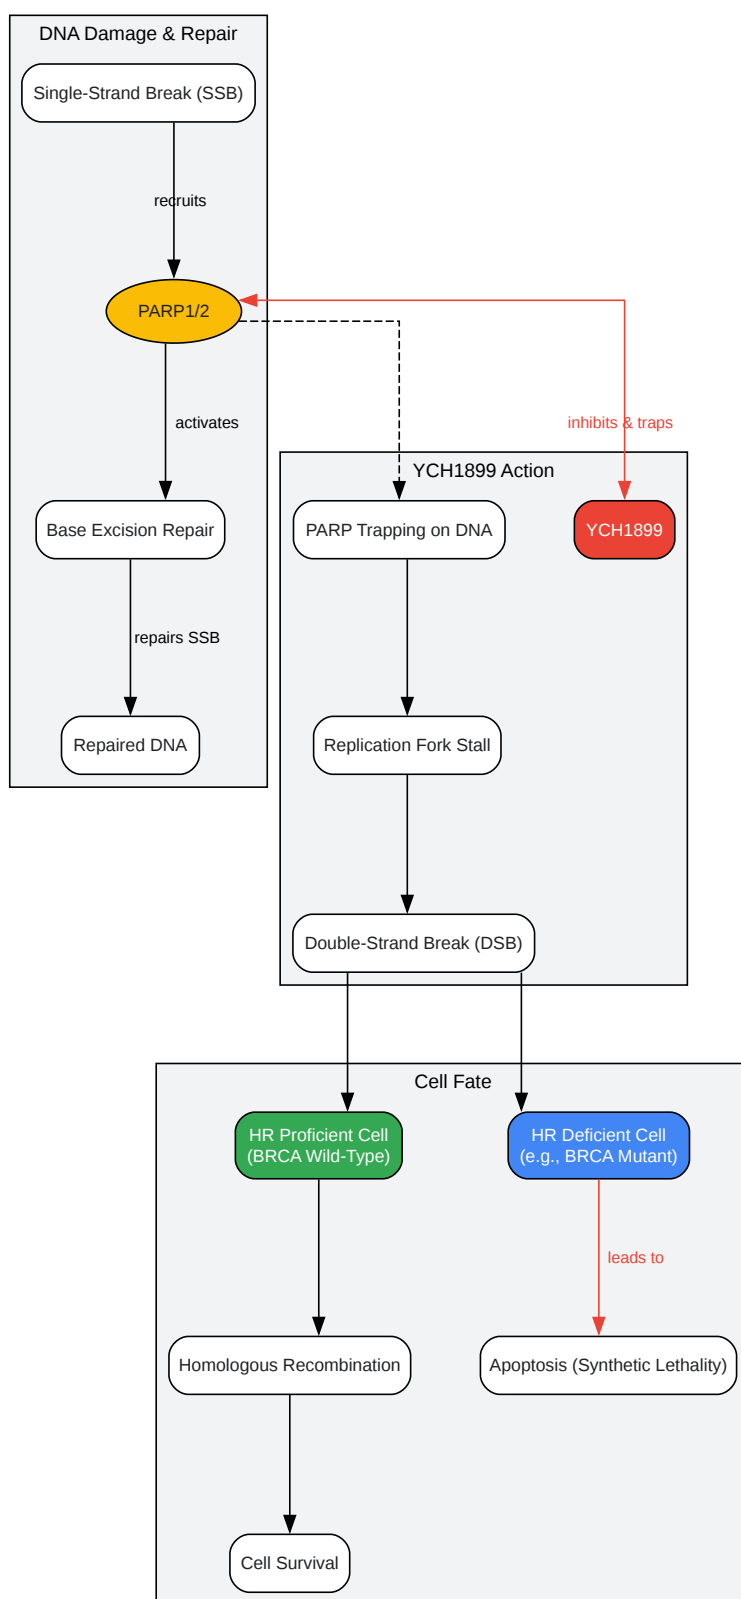 DNA Damage & Repair
Single-Strand Break (SSB)
recruits
PARP1/2
activates
inhibits & traps
YCH1899 Action
Base Excision Repair
PARP Trapping on DNA
YCH1899
repairs SSB
Repaired DNA
Replication Fork Stall
Double-Strand Break (DSB)
Cell Fate
HR Proficient Cell
(BRCA Wild-Type)
HR Deficient Cell
(e.g., BRCA Mutant)
leads to
Homologous Recombination
Apoptosis (Synthetic Lethality)
Cell Survival